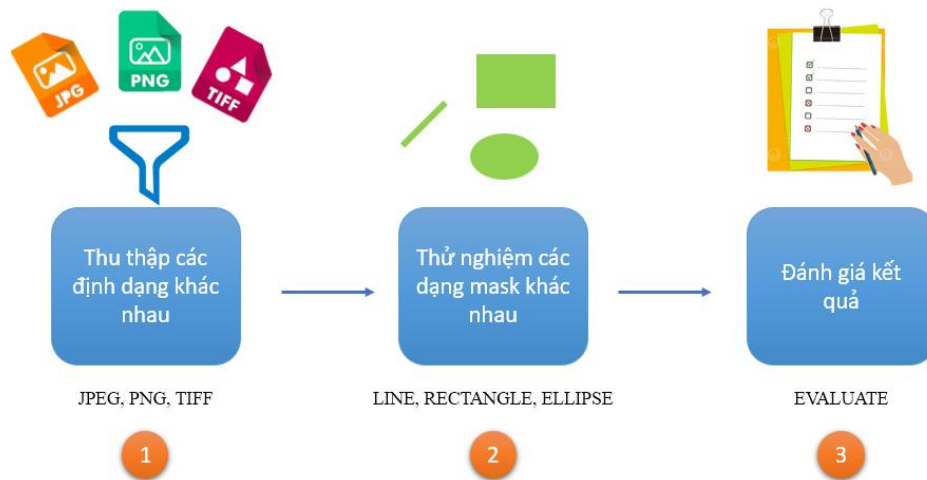 JPG
PNG
TIFF
Thu thập các
định dạng khác
nhau
Thử nghiệm các
dạng mask khác
nhau
Đánh giá kết
quả
JPEG, PNG, TIFF
LINE, RECTANGLE, ELLIPSE
EVALUATE
1
2
3